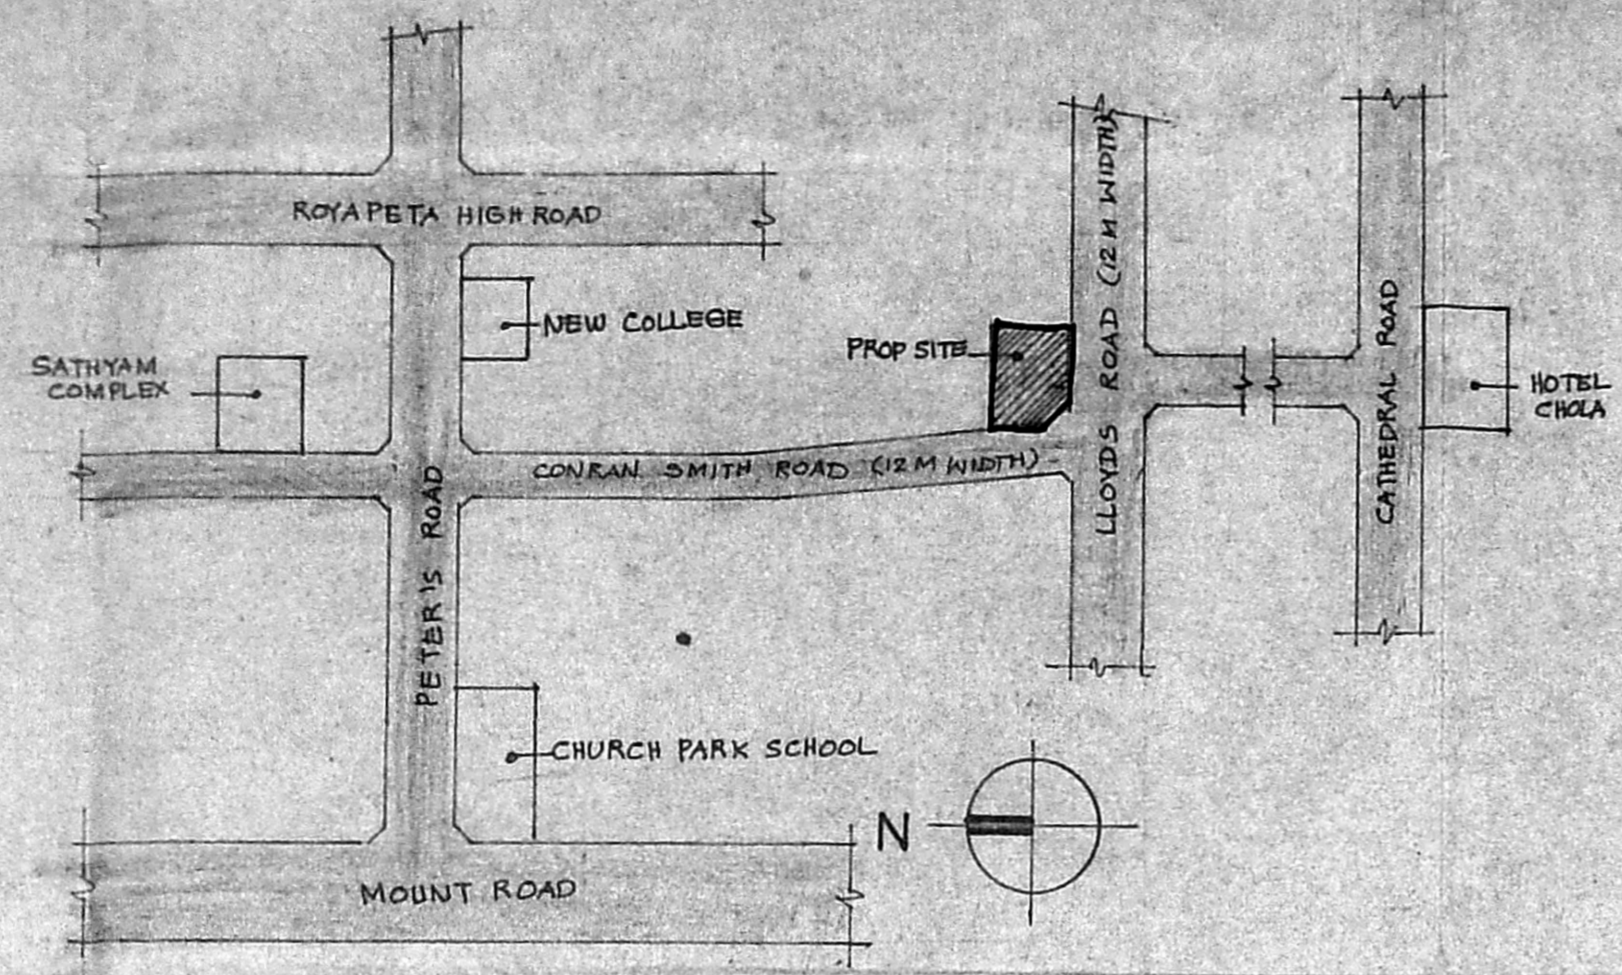 ROYAPETA HIGH ROAD
NEW COLLEGE
SATHYAM
COMPLEX
PROP SITE
LLOYDS ROAD (12 M WIDTH)
CATHEDRAL ROAD
HOTEL
CHOLA
CONRAN SMITH ROAD (12 M WIDTH)
PETER'S ROAD
CHURCH PARK SCHOOL
N
MOUNT ROAD